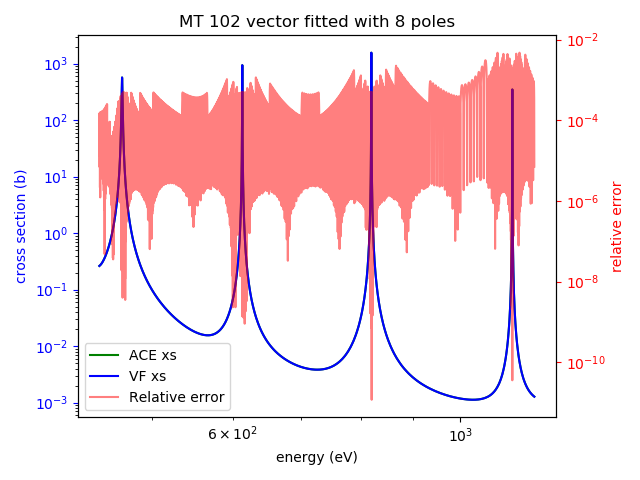 MT 102 vector fitted with 8 poles
cross section (b)
10³
10²
10¹
10⁰
10⁻¹
10⁻²
10⁻³
10⁻²
10⁻⁴
10⁻⁶
10⁻⁸
10⁻¹⁰
relative error
ACE xs
VF xs
Relative error
6 × 10²
10³
energy (eV)